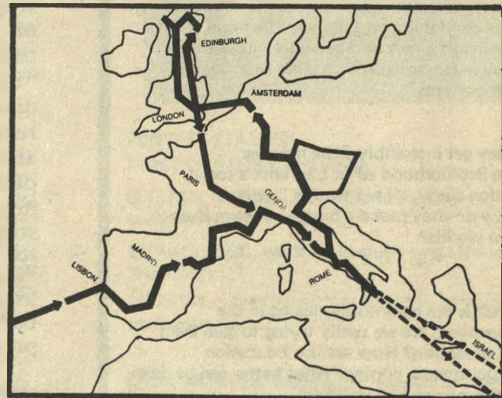 EDINBURGH
AMSTERDAM
LONDON
PARIS
GENOA
MADRID
LISBON
ROME
ISRAEL